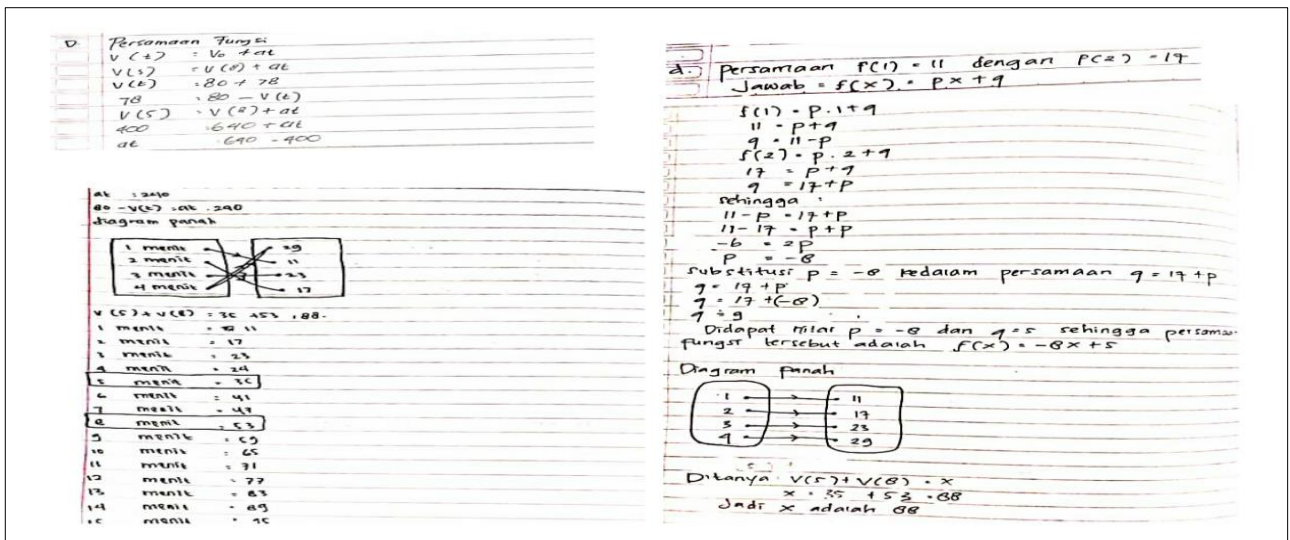 D. Persamaan Fungsi
V (t) = Vo + at
V(5) = V (8) + at
V(t) = 80 + 78
78 = 80 - V(t)
V (5) = V (8) + at
400 = 640 + at
at 640 - 400
at = 240
80 - V(t) = at . 240
diagram panah
1 menit 29
2 menit 11
3 menit 23
4 menit 17
V (5) + V(8) = 35 + 53 = 88.
1 menit = 11
2 menit = 17
3 menit = 23
4 menit = 24
5 menit = 35
6 menit = 41
7 menit = 47
8 menit = 53
9 menit = 59
10 menit = 65
11 menit = 71
12 menit = 77
13 menit = 83
14 menit = 89
15 menit = 95
d.) Persamaan f(1) = 11 dengan P(2) = 17
Jawab = f(x) = px + q
f(1) = p.1 + q
11 = p + q
q = 11 - p
f(2) = p. 2 + q
17 = p + q
q = 17 + p
sehingga :
11 - p = 17 + p
11 - 17 = p + p
-6 = 2p
p = -8
Substitusi p = -8 kedalam persamaan q = 17 + p
q = 17 + p
q = 17 + (-8)
q = 9
Didapat nilai p = -8 dan q = 5 sehingga persamaan
fungsi tersebut adalah f(x) = -8x + 5
Diagram panah
1 11
2 17
3 23
4 29
Ditanya V(5) + V(8) = x
x = 35 + 53 = 88
Jadi x adalah 88